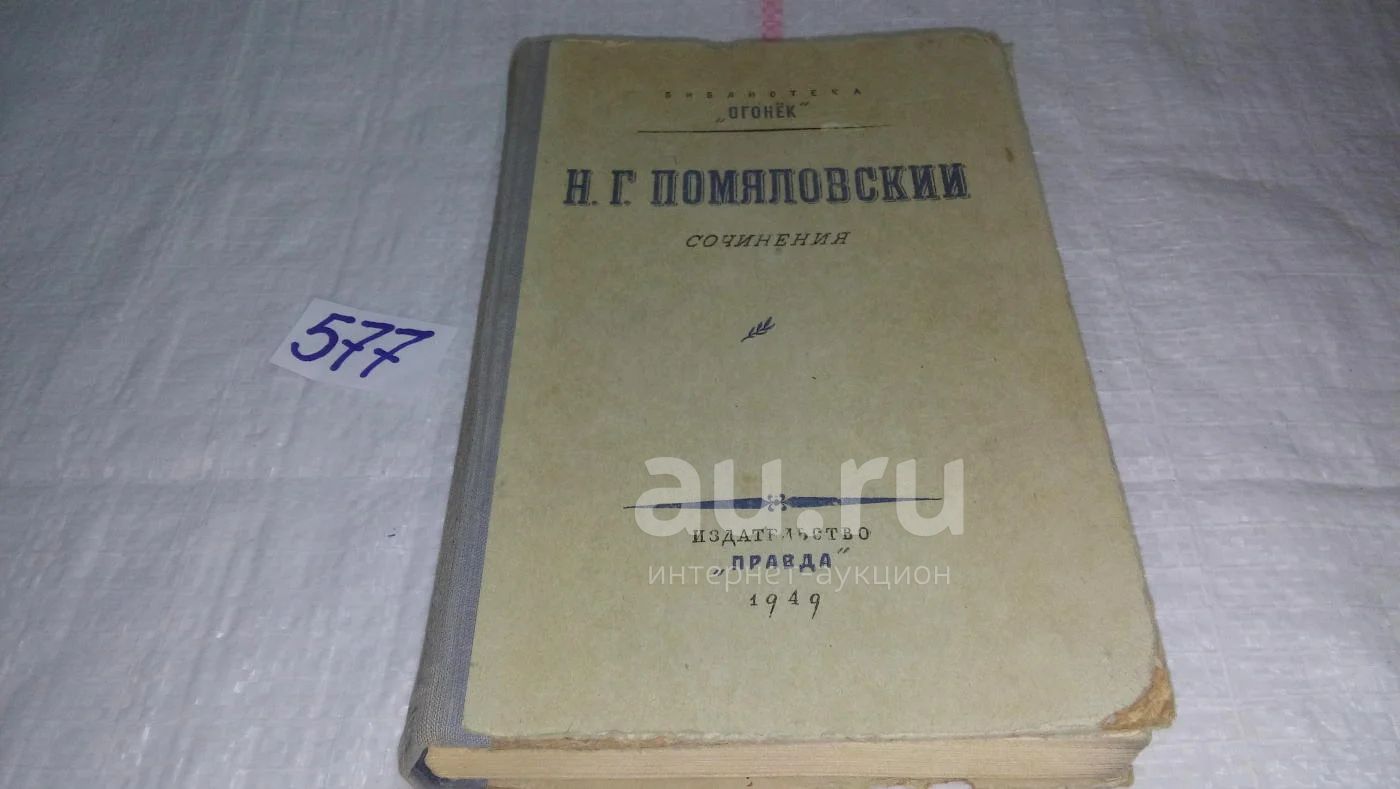 БИБЛИОТЕКА
„ОГОНЁК“
Н. Г. ПОМЯЛОВСКИЙ
СОЧИНЕНИЯ
577
au.ru
ИЗДАТЕЛЬСТВО
„ПРАВДА“
интернет-аукцион
1949